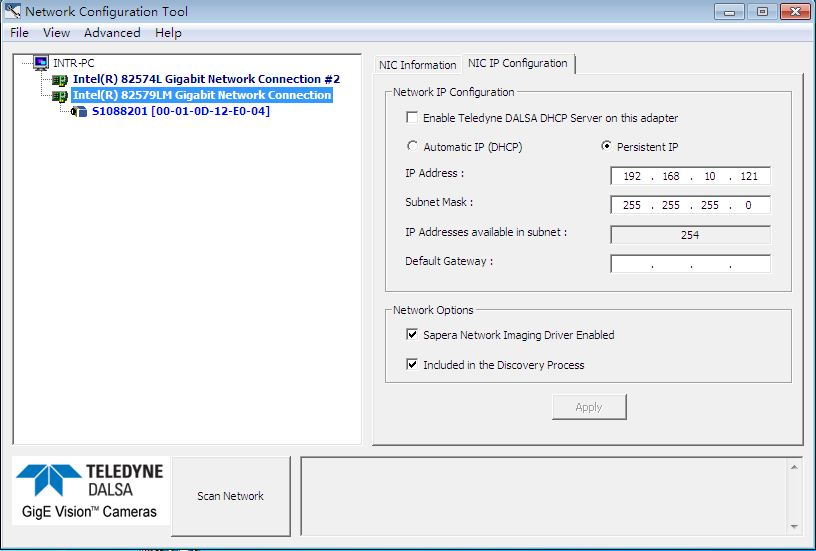 Network Configuration Tool
File View Advanced Help
INTR-PC
Intel(R) 82574L Gigabit Network Connection #2
Intel(R) 82579LM Gigabit Network Connection
S1088201 [00-01-0D-12-E0-04]
NIC Information NIC IP Configuration
Network IP Configuration
Enable Teledyne DALSA DHCP Server on this adapter
Automatic IP (DHCP) Persistent IP
IP Address : 192 . 168 . 10 . 121
Subnet Mask : 255 . 255 . 255 . 0
IP Addresses available in subnet : 254
Default Gateway : . . .
Network Options
Sapera Network Imaging Driver Enabled
Included in the Discovery Process
Apply
TELEDYNE
DALSA
GigE Vision™ Cameras
Scan Network